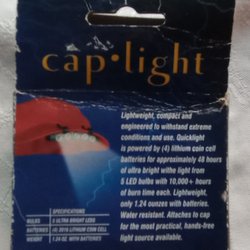 cap•light
Lightweight, compact and
engineered to withstand extreme
conditions and use. Quicklight
is powered by (4) lithium coin cell
batteries for approximately 48 hours
of ultra bright withe light from
5 LED bulbs with 10,000+ hours
of burn time each. Lightweight,
only 1.24 ounces with batteries.
Water resistant. Attaches to cap
for the most practical, hands-free
light source available.
SPECIFICATIONS
BULBS 5 ULTRA BRIGHT LEDS
BATTERIES (4) 2016 LITHIUM COIN CELL
WEIGHT 1.24 OZ. WITH BATTERIES